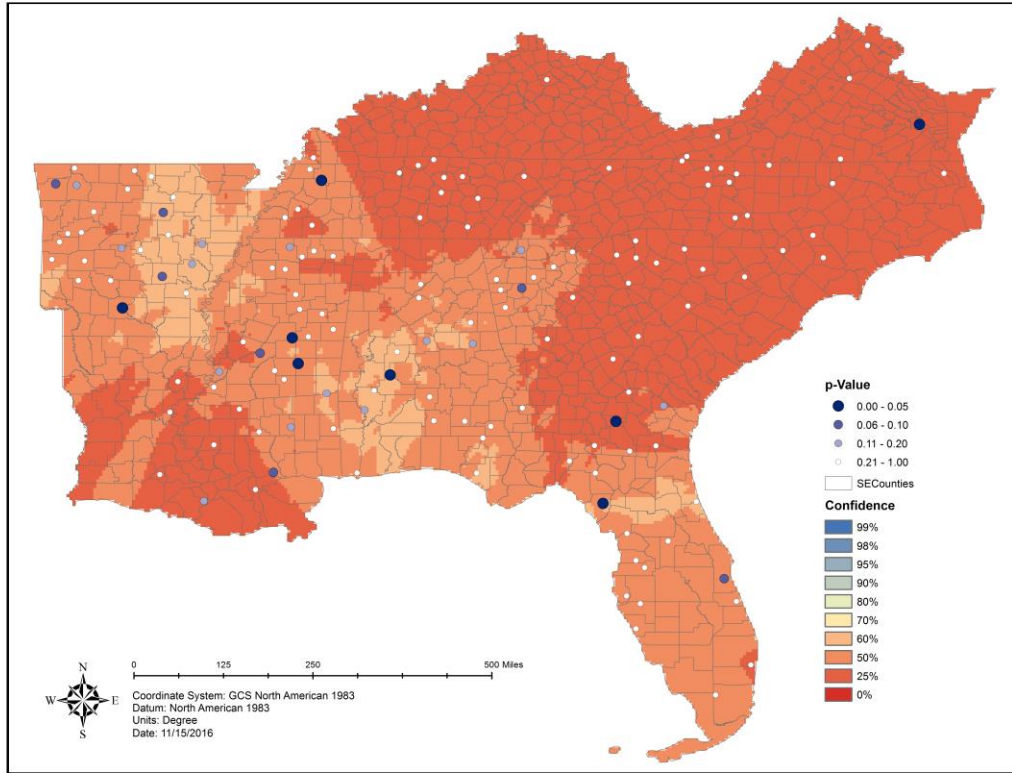 p-Value
0.00 - 0.05
0.06 - 0.10
0.11 - 0.20
0.21 - 1.00
SECounties
Confidence
99%
98%
95%
90%
80%
70%
60%
50%
25%
0%
N
W E
S
0 125 250 500 Miles
Coordinate System: GCS North American 1983
Datum: North American 1983
Units: Degree
Date: 11/15/2016